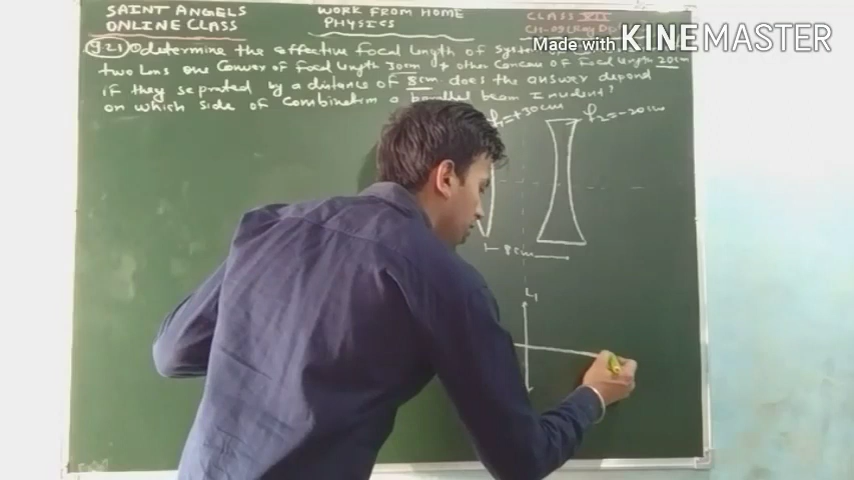 SAINT ANGELS
ONLINE CLASS
WORK FROM HOME
PHYSICS
CLASS XII
Made with KINEMASTER
9.21 determine the effective focal length of System
two Lens one Convex of focal length 30cm & other Concave of focal length 20cm
if they seprated by a distance of 8cm does the answer depend
on which side of Combination a parallel beam Incident?
f1=+30cm
f2=-20cm
8cm
L1